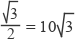 √3/2 = 10√3